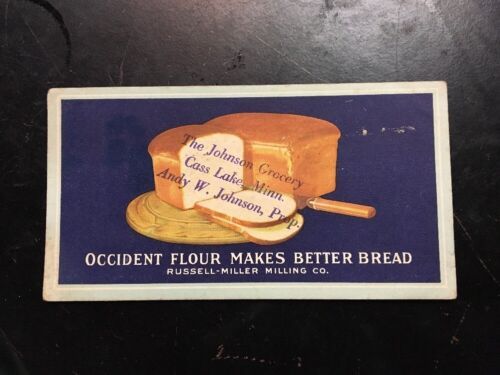 The Johnson Grocery
Cass Lake, Minn.
Andy W. Johnson, Prop.
OCCIDENT FLOUR MAKES BETTER BREAD
RUSSELL-MILLER MILLING CO.